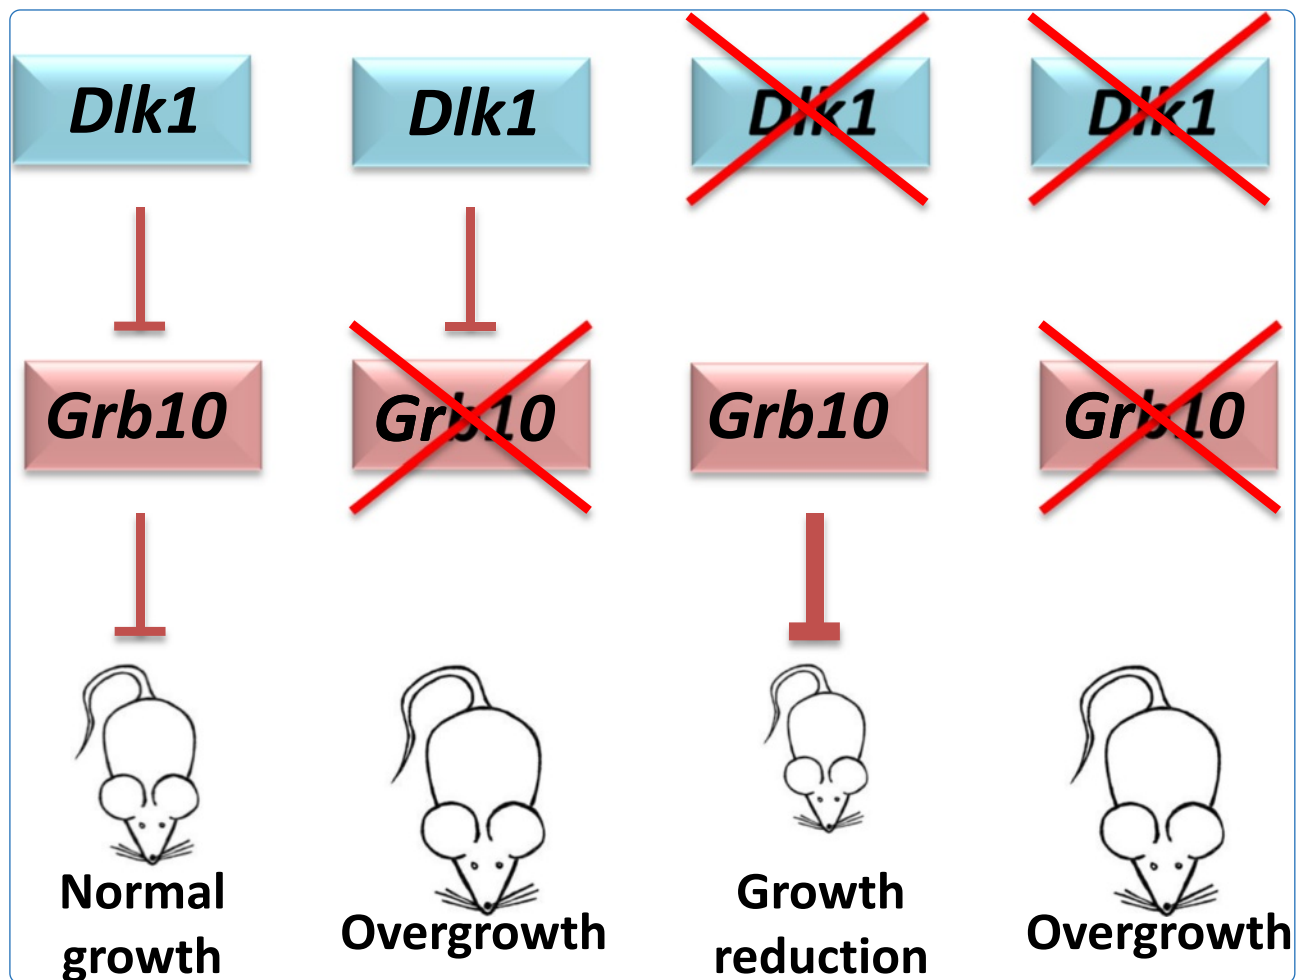 Dlk1
Dlk1
Dlk1
Dlk1
Grb10
Grb10
Grb10
Grb10
Normal
growth
Overgrowth
Growth
reduction
Overgrowth